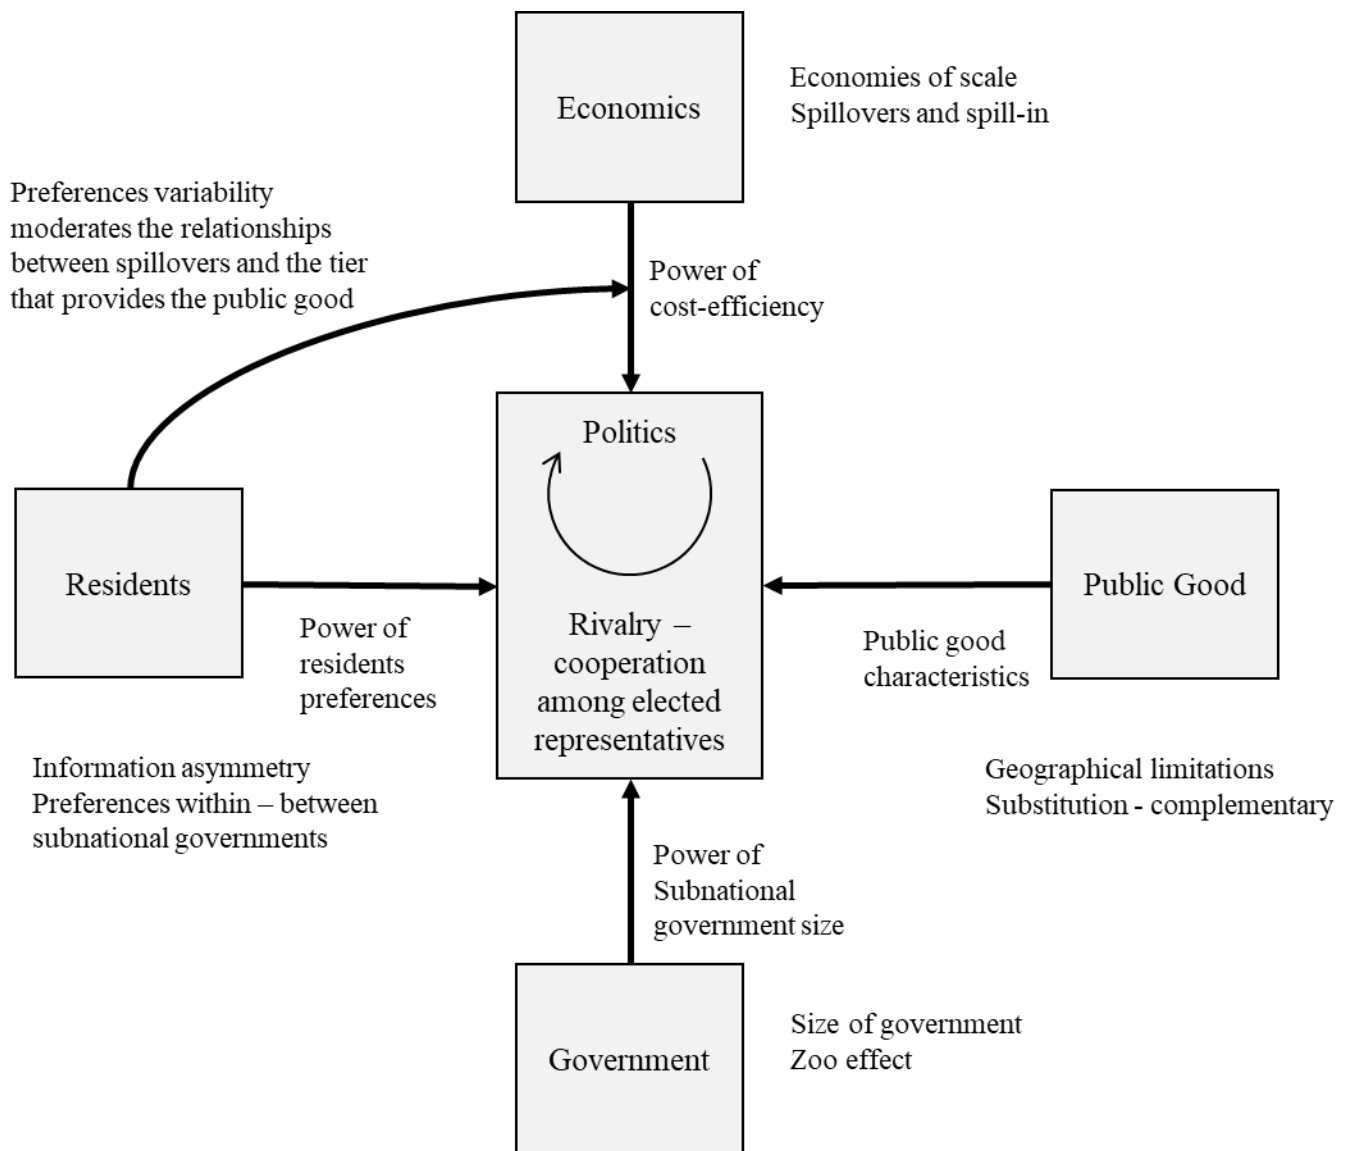 Economics
Economies of scale
Spillovers and spill-in
Preferences variability
moderates the relationships
between spillovers and the tier
that provides the public good
Power of
cost-efficiency
Politics
Rivalry –
cooperation
among elected
representatives
Residents
Power of
residents
preferences
Information asymmetry
Preferences within – between
subnational governments
Public Good
Public good
characteristics
Geographical limitations
Substitution - complementary
Power of
Subnational
government size
Government
Size of government
Zoo effect